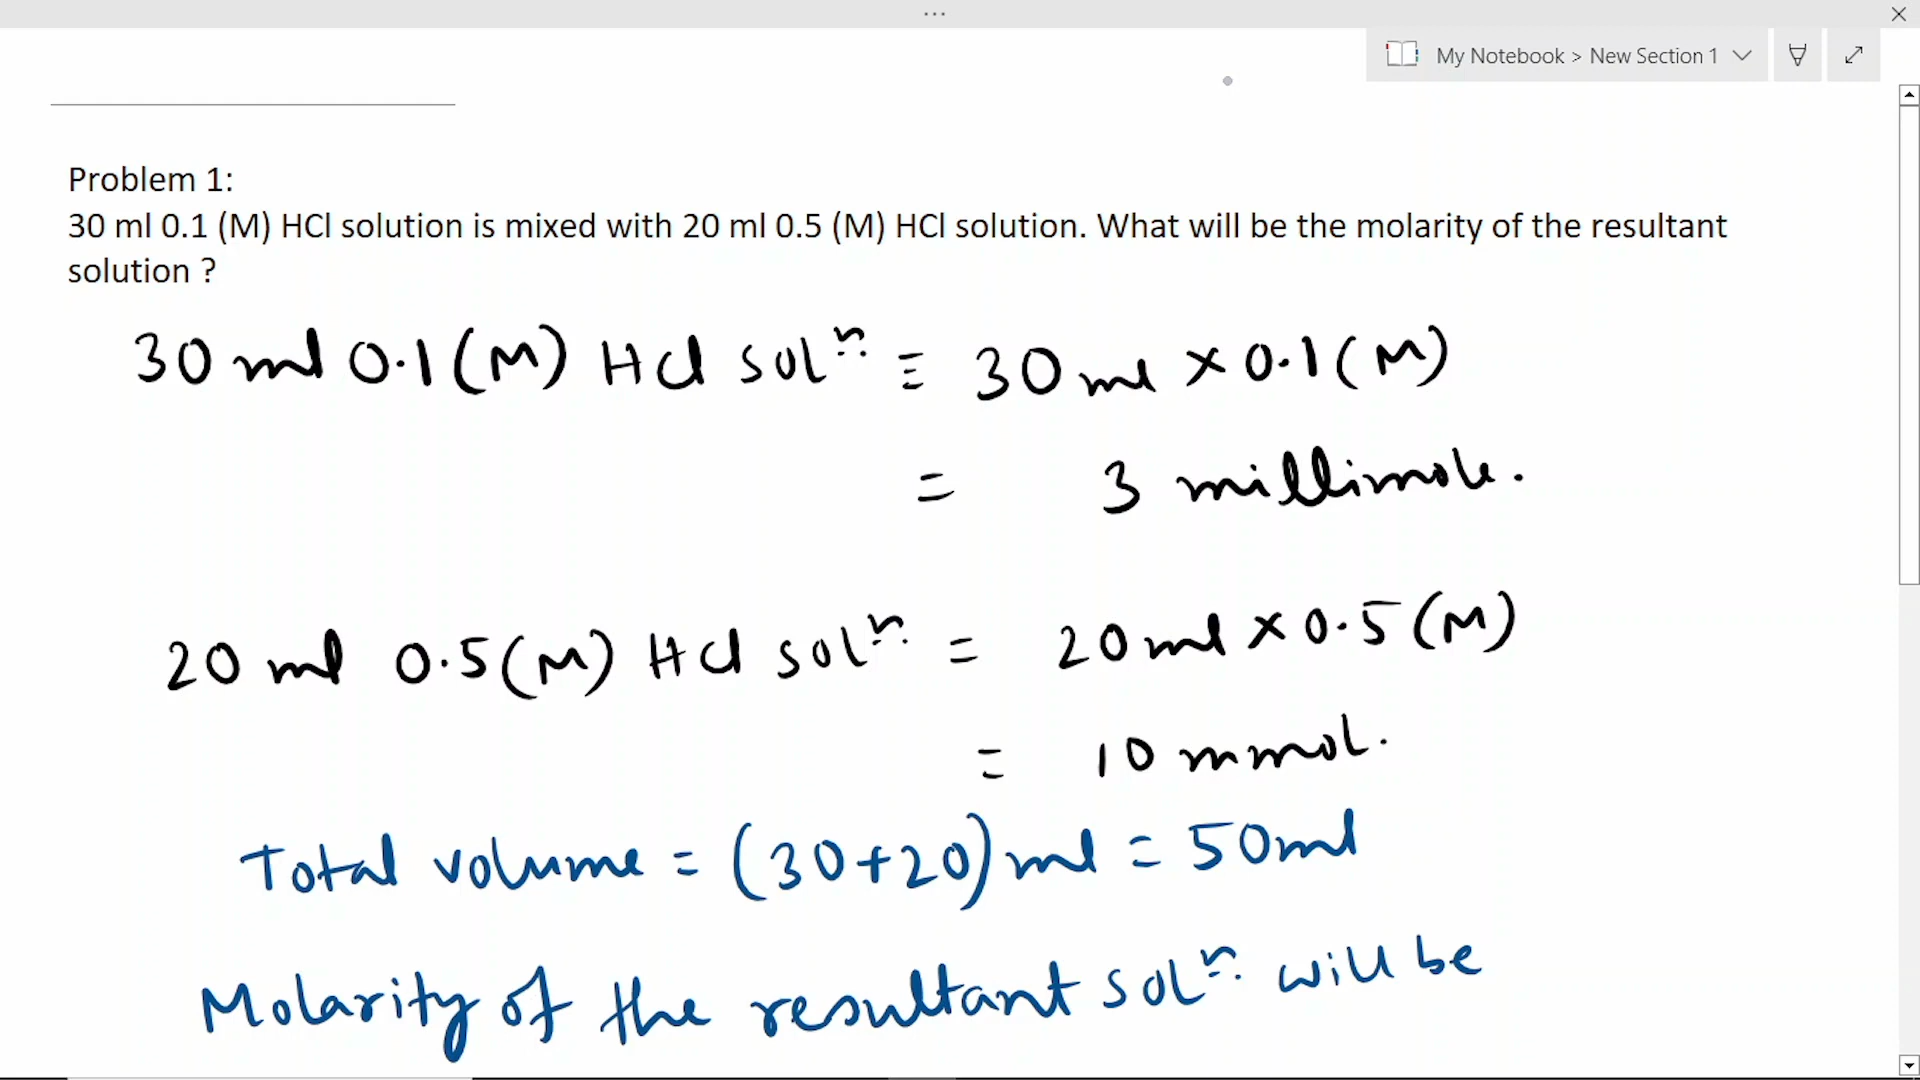 My Notebook > New Section 1
Problem 1:
30 ml 0.1 (M) HCl solution is mixed with 20 ml 0.5 (M) HCl solution. What will be the molarity of the resultant
solution ?
30 ml 0.1 (M) HCl solⁿ. = 30 ml × 0.1 (M)
= 3 millimole.
20 ml 0.5 (M) HCl solⁿ. = 20 ml × 0.5 (M)
= 10 mmol.
Total volume = (30+20) ml = 50 ml
Molarity of the resultant solⁿ. will be